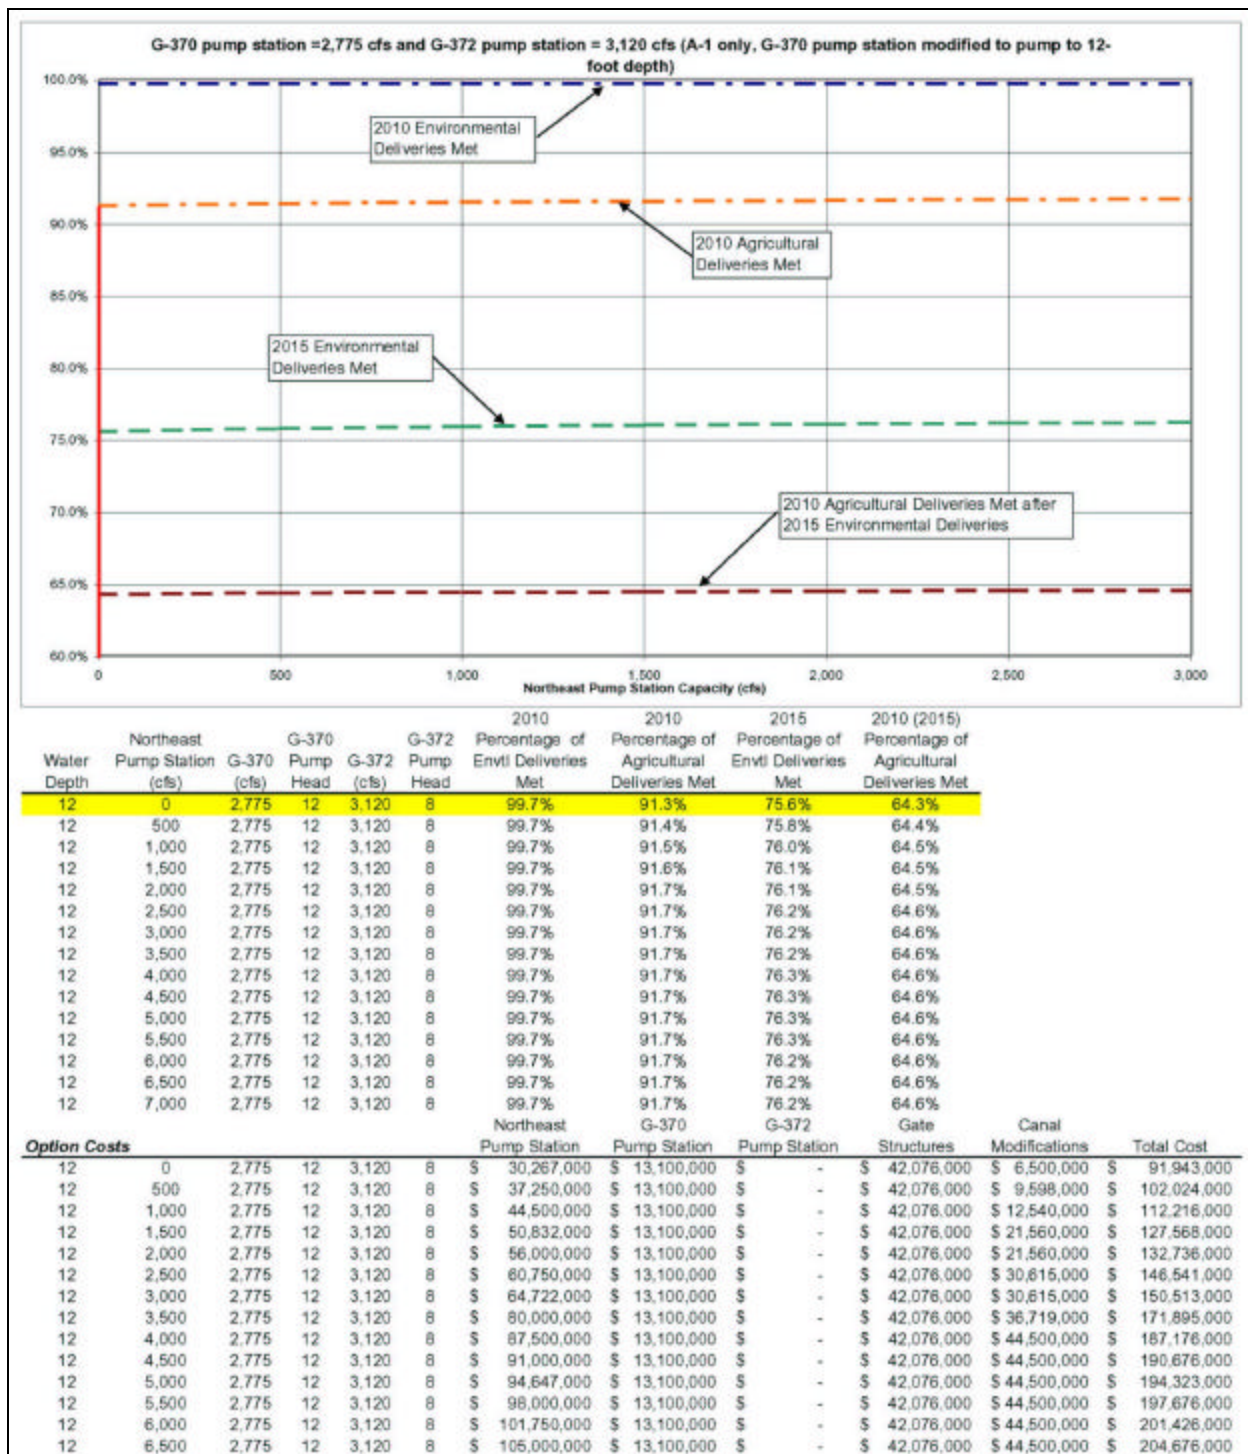 G-370 pump station =2,775 cfs and G-372 pump station = 3,120 cfs (A-1 only, G-370 pump station modified to pump to 12-
foot depth)
100.0%
95.0%
90.0%
85.0%
80.0%
75.0%
70.0%
65.0%
60.0%
2010 Environmental
Deliveries Met
2010 Agricultural
Deliveries Met
2015 Environmental
Deliveries Met
2010 Agricultural Deliveries Met after
2015 Environmental Deliveries
0 500 1,000 1,500 2,000 2,500 3,000
Northeast Pump Station Capacity (cfs)
2010 2010 2015 2010 (2015)
Northeast G-370 G-372 Percentage of Percentage of Percentage of Percentage of
Water Pump Station G-370 Pump G-372 Pump Envtl Deliveries Agricultural Envtl Deliveries Agricultural
Depth (cfs) (cfs) Head (cfs) Head Met Deliveries Met Met Deliveries Met
12 0 2,775 12 3,120 8 99.7% 91.3% 75.6% 64.3%
12 500 2,775 12 3,120 8 99.7% 91.4% 75.8% 64.4%
12 1,000 2,775 12 3,120 8 99.7% 91.5% 76.0% 64.5%
12 1,500 2,775 12 3,120 8 99.7% 91.6% 76.1% 64.5%
12 2,000 2,775 12 3,120 8 99.7% 91.7% 76.1% 64.5%
12 2,500 2,775 12 3,120 8 99.7% 91.7% 76.2% 64.6%
12 3,000 2,775 12 3,120 8 99.7% 91.7% 76.2% 64.6%
12 3,500 2,775 12 3,120 8 99.7% 91.7% 76.2% 64.6%
12 4,000 2,775 12 3,120 8 99.7% 91.7% 76.3% 64.6%
12 4,500 2,775 12 3,120 8 99.7% 91.7% 76.3% 64.6%
12 5,000 2,775 12 3,120 8 99.7% 91.7% 76.3% 64.6%
12 5,500 2,775 12 3,120 8 99.7% 91.7% 76.3% 64.6%
12 6,000 2,775 12 3,120 8 99.7% 91.7% 76.2% 64.6%
12 6,500 2,775 12 3,120 8 99.7% 91.7% 76.2% 64.6%
12 7,000 2,775 12 3,120 8 99.7% 91.7% 76.2% 64.6%
Northeast G-370 G-372 Gate Canal
Option Costs Pump Station Pump Station Pump Station Structures Modifications Total Cost
12 0 2,775 12 3,120 8 $ 30,267,000 $ 13,100,000 $ - $ 42,076,000 $ 6,500,000 $ 91,943,000
12 500 2,775 12 3,120 8 $ 37,250,000 $ 13,100,000 $ - $ 42,076,000 $ 9,598,000 $ 102,024,000
12 1,000 2,775 12 3,120 8 $ 44,500,000 $ 13,100,000 $ - $ 42,076,000 $ 12,540,000 $ 112,216,000
12 1,500 2,775 12 3,120 8 $ 50,832,000 $ 13,100,000 $ - $ 42,076,000 $ 21,560,000 $ 127,568,000
12 2,000 2,775 12 3,120 8 $ 56,000,000 $ 13,100,000 $ - $ 42,076,000 $ 21,560,000 $ 132,736,000
12 2,500 2,775 12 3,120 8 $ 60,750,000 $ 13,100,000 $ - $ 42,076,000 $ 30,615,000 $ 146,541,000
12 3,000 2,775 12 3,120 8 $ 64,722,000 $ 13,100,000 $ - $ 42,076,000 $ 30,615,000 $ 150,513,000
12 3,500 2,775 12 3,120 8 $ 80,000,000 $ 13,100,000 $ - $ 42,076,000 $ 36,719,000 $ 171,895,000
12 4,000 2,775 12 3,120 8 $ 87,500,000 $ 13,100,000 $ - $ 42,076,000 $ 44,500,000 $ 187,176,000
12 4,500 2,775 12 3,120 8 $ 91,000,000 $ 13,100,000 $ - $ 42,076,000 $ 44,500,000 $ 190,676,000
12 5,000 2,775 12 3,120 8 $ 94,647,000 $ 13,100,000 $ - $ 42,076,000 $ 44,500,000 $ 194,323,000
12 5,500 2,775 12 3,120 8 $ 98,000,000 $ 13,100,000 $ - $ 42,076,000 $ 44,500,000 $ 197,676,000
12 6,000 2,775 12 3,120 8 $ 101,750,000 $ 13,100,000 $ - $ 42,076,000 $ 44,500,000 $ 201,426,000
12 6,500 2,775 12 3,120 8 $ 105,000,000 $ 13,100,000 $ - $ 42,076,000 $ 44,500,000 $ 204,676,000